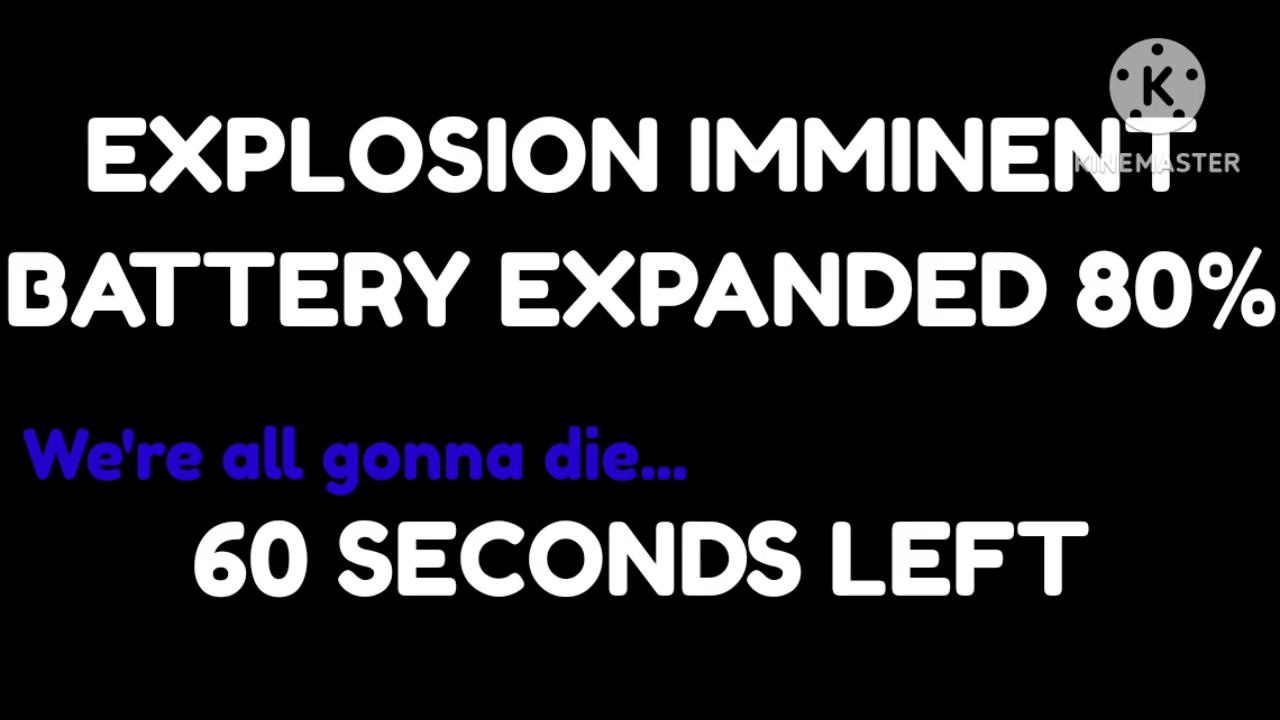 K
KINEMASTER
EXPLOSION IMMINENT
BATTERY EXPANDED 80%
We're all gonna die...
60 SECONDS LEFT